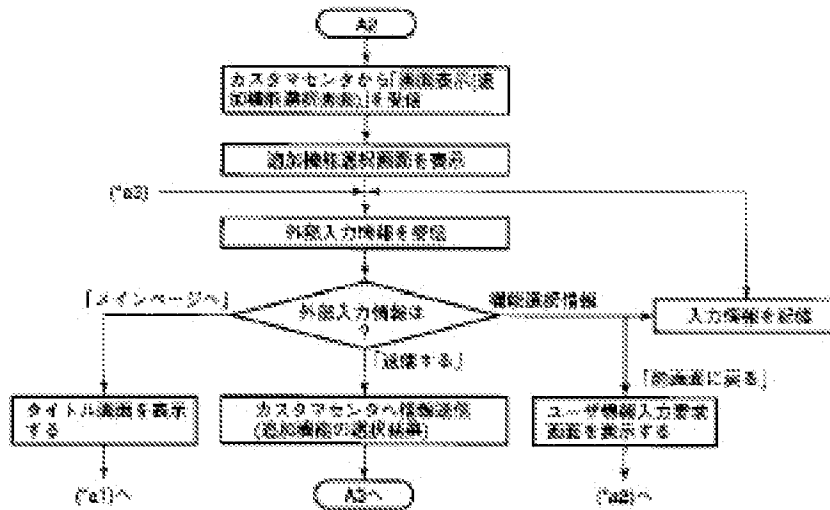 A2
カスタマセンタから「画面表示(追
加機能選択画面)」を受信
追加機能選択画面を表示
(*a3)
外部入力情報を受信
「メインページへ」
外部入力情報は
?
機能選択情報
入力情報を記憶
「送信する」
「前画面に戻る」
タイトル画面を表示
する
カスタマセンタへ情報送信
(追加機能の選択結果)
ユーザ情報入力要求
画面を表示する
(*a1)へ
A3へ
(*a2)へ